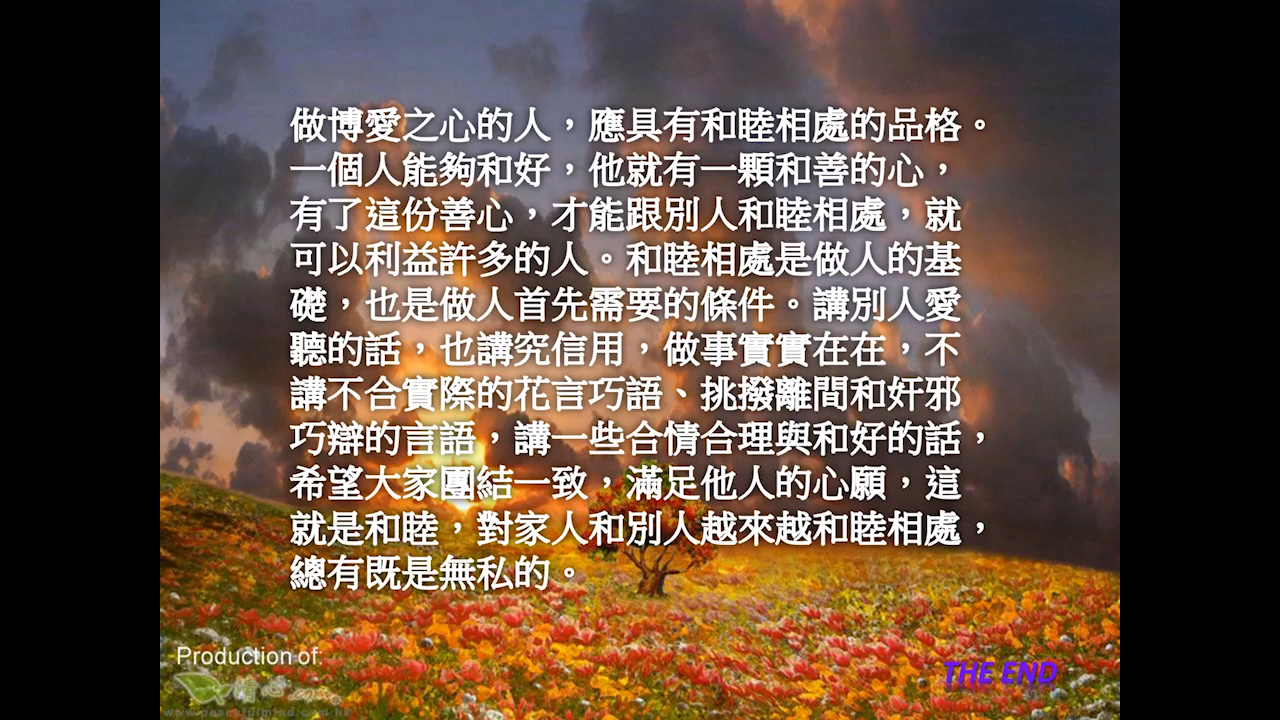 做博愛之心的人，應具有和睦相處的品格。
一個人能夠和好，他就有一顆和善的心，
有了這份善心，才能跟別人和睦相處，就
可以利益許多的人。和睦相處是做人的基
礎，也是做人首先需要的條件。講別人愛
聽的話，也講究信用，做事實實在在，不
講不合實際的花言巧語、挑撥離間和奸邪
巧辯的言語，講一些合情合理與和好的話，
希望大家團結一致，滿足他人的心願，這
就是和睦，對家人和別人越來越和睦相處，
總有既是無私的。
Production of:
THE END
www.peacefulmind.com.hk